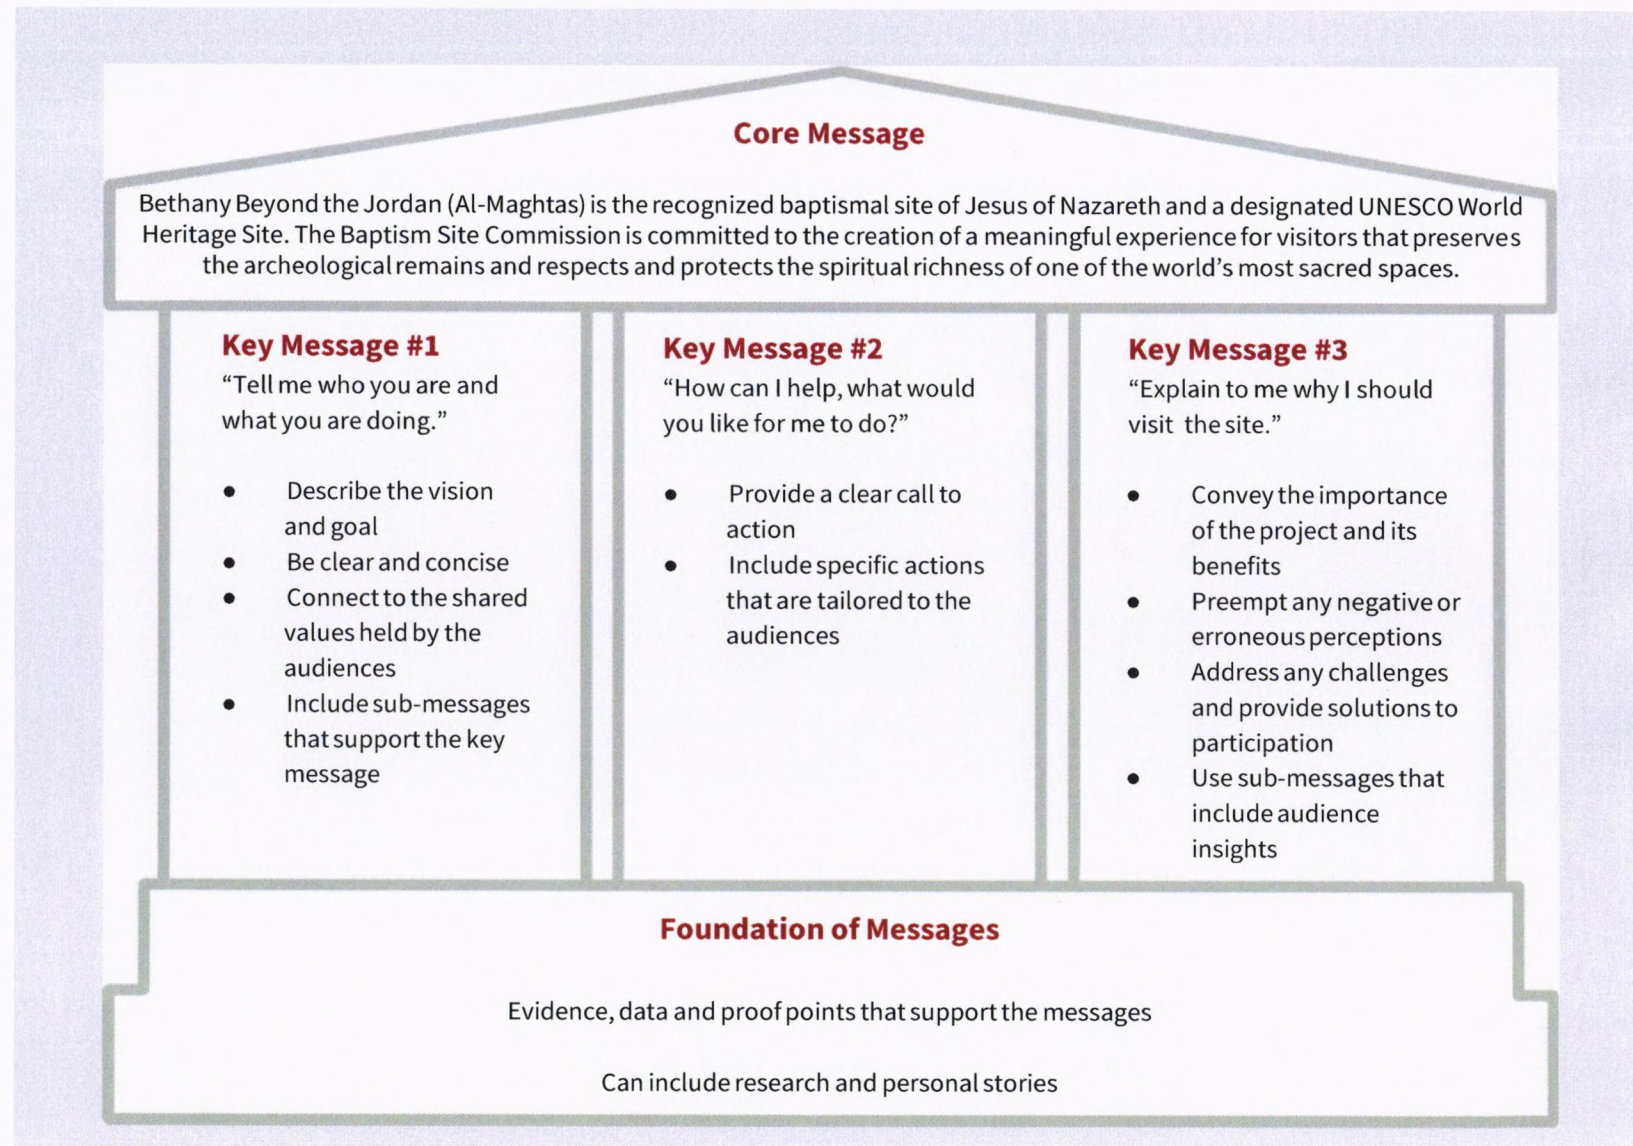 Core Message
Bethany Beyond the Jordan (Al-Maghtas) is the recognized baptismal site of Jesus of Nazareth and a designated UNESCO World
Heritage Site. The Baptism Site Commission is committed to the creation of a meaningful experience for visitors that preserves
the archeological remains and respects and protects the spiritual richness of one of the world's most sacred spaces.
Key Message #1
“Tell me who you are and
what you are doing.”
● Describe the vision
and goal
● Be clear and concise
● Connect to the shared
values held by the
audiences
● Include sub-messages
that support the key
message
Key Message #2
“How can I help, what would
you like for me to do?”
● Provide a clear call to
action
● Include specific actions
that are tailored to the
audiences
Key Message #3
“Explain to me why I should
visit the site.”
● Convey the importance
of the project and its
benefits
● Preempt any negative or
erroneous perceptions
● Address any challenges
and provide solutions to
participation
● Use sub-messages that
include audience
insights
Foundation of Messages
Evidence, data and proof points that support the messages
Can include research and personal stories